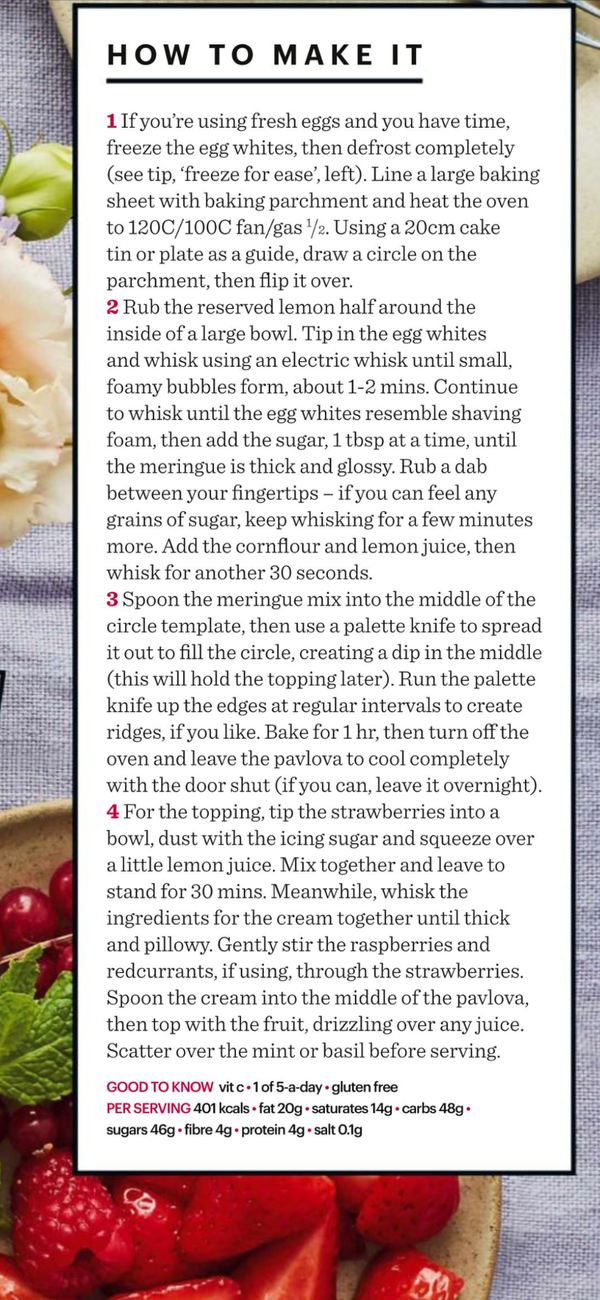 HOW TO MAKE IT
1 If you’re using fresh eggs and you have time,
freeze the egg whites, then defrost completely
(see tip, ‘freeze for ease’, left). Line a large baking
sheet with baking parchment and heat the oven
to 120C/100C fan/gas 1/2. Using a 20cm cake
tin or plate as a guide, draw a circle on the
parchment, then flip it over.
2 Rub the reserved lemon half around the
inside of a large bowl. Tip in the egg whites
and whisk using an electric whisk until small,
foamy bubbles form, about 1-2 mins. Continue
to whisk until the egg whites resemble shaving
foam, then add the sugar, 1 tbsp at a time, until
the meringue is thick and glossy. Rub a dab
between your fingertips – if you can feel any
grains of sugar, keep whisking for a few minutes
more. Add the cornflour and lemon juice, then
whisk for another 30 seconds.
3 Spoon the meringue mix into the middle of the
circle template, then use a palette knife to spread
it out to fill the circle, creating a dip in the middle
(this will hold the topping later). Run the palette
knife up the edges at regular intervals to create
ridges, if you like. Bake for 1 hr, then turn off the
oven and leave the pavlova to cool completely
with the door shut (if you can, leave it overnight).
4 For the topping, tip the strawberries into a
bowl, dust with the icing sugar and squeeze over
a little lemon juice. Mix together and leave to
stand for 30 mins. Meanwhile, whisk the
ingredients for the cream together until thick
and pillowy. Gently stir the raspberries and
redcurrants, if using, through the strawberries.
Spoon the cream into the middle of the pavlova,
then top with the fruit, drizzling over any juice.
Scatter over the mint or basil before serving.
GOOD TO KNOW vit c • 1 of 5-a-day • gluten free
PER SERVING 401 kcals • fat 20g • saturates 14g • carbs 48g •
sugars 46g • fibre 4g • protein 4g • salt 0.1g